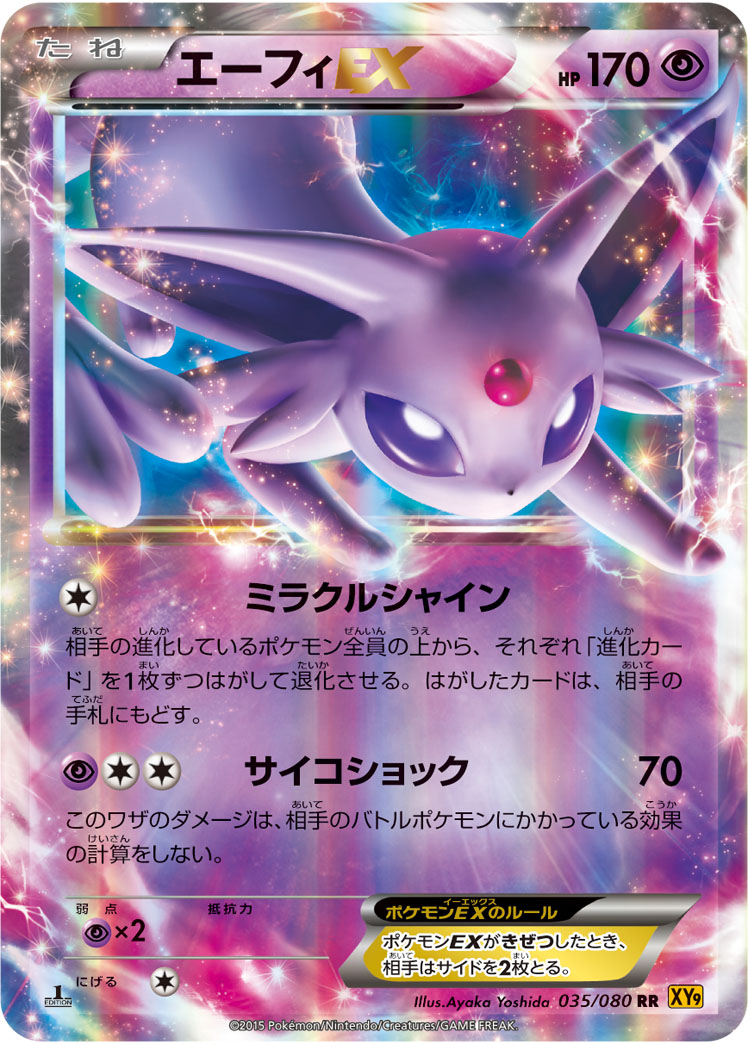 たね
エーフィEX
HP 170
ミラクルシャイン
相手の進化しているポケモン全員の上から、それぞれ「進化カー
ド」を1枚ずつはがして退化させる。はがしたカードは、相手の
手札にもどす。
サイコショック 70
このワザのダメージは、相手のバトルポケモンにかかっている効果
の計算をしない。
弱点 抵抗力
×2
ポケモンEXのルール
ポケモンEXがきぜつしたとき、
相手はサイドを2枚とる。
にげる
1 EDITION
Illus.Ayaka Yoshida 035/080 RR XY9
©2015 Pokémon/Nintendo/Creatures/GAME FREAK.